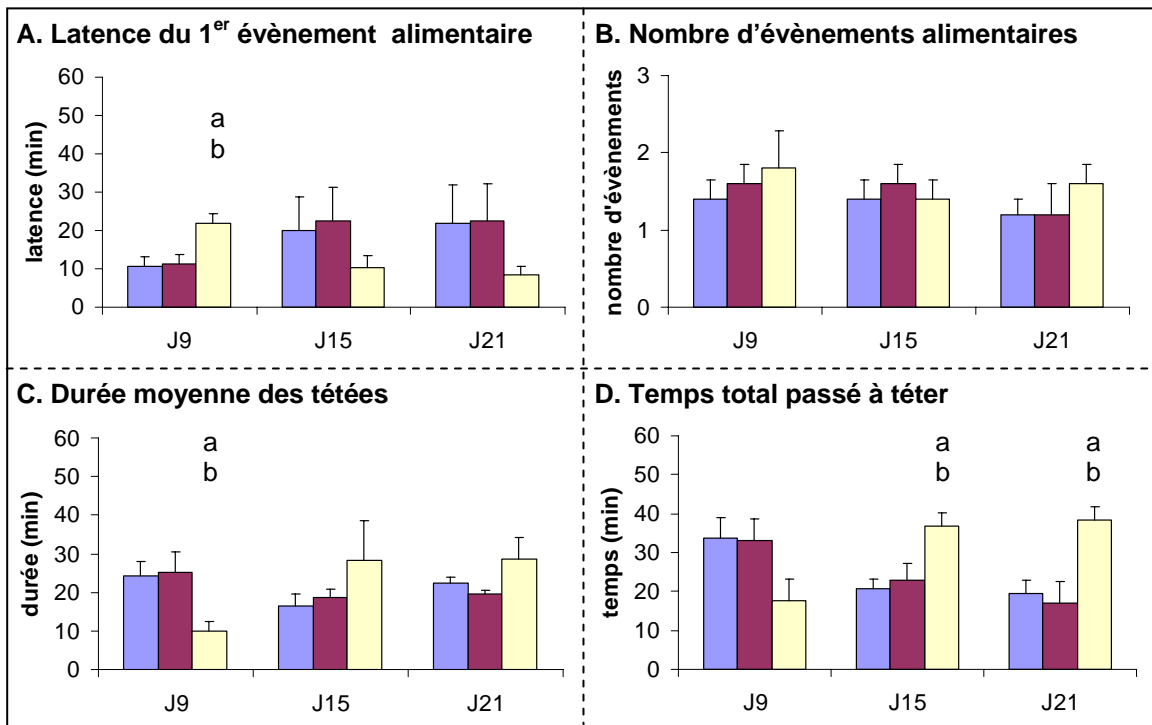 A. Latence du 1er évènement alimentaire
latence (min)
60
50
40
30
20
10
0
a
b
J9 J15 J21
B. Nombre d'évènements alimentaires
nombre d'évènements
3
2
1
0
J9 J15 J21
C. Durée moyenne des tétées
durée (min)
60
50
40
30
20
10
0
a
b
J9 J15 J21
D. Temps total passé à téter
temps (min)
60
50
40
30
20
10
0
a a
b b
J9 J15 J21